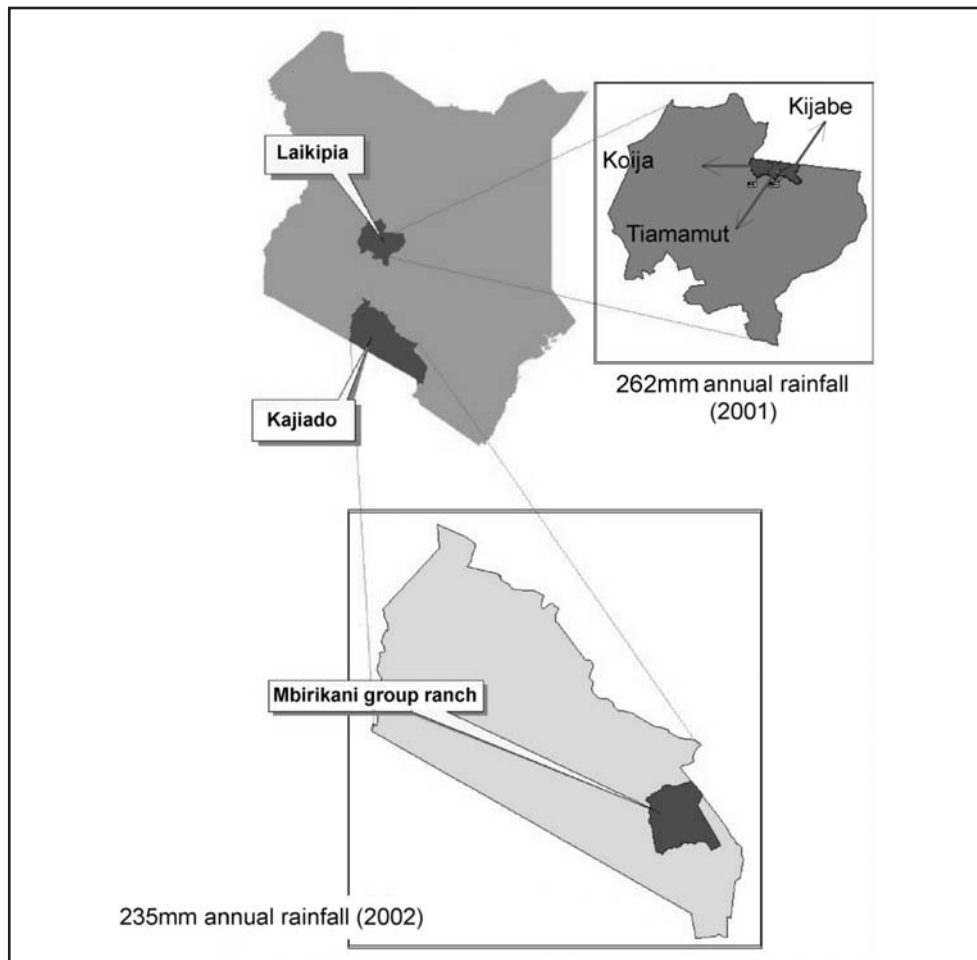 Laikipia
Kijabe
Koija
Tiamamut
262mm annual rainfall
(2001)
Kajiado
Mbirikani group ranch
235mm annual rainfall (2002)